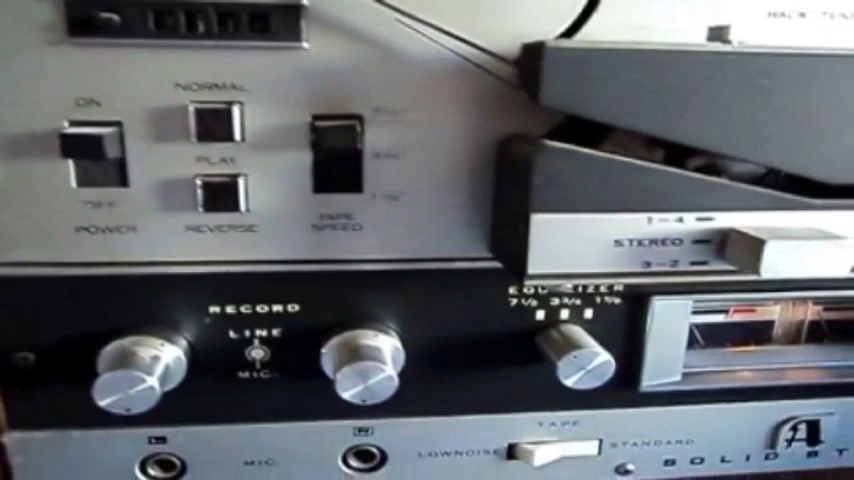 ON
NORMAL
PLAY
OFF
POWER
REVERSE
TAPE
SPEED
1-4
STEREO
3-2
RECORD
LINE
MIC
7½ 3¾ 1⅞
L
R
MIC
LOWNOISE
TAPE
STANDARD
A
SOLID ST